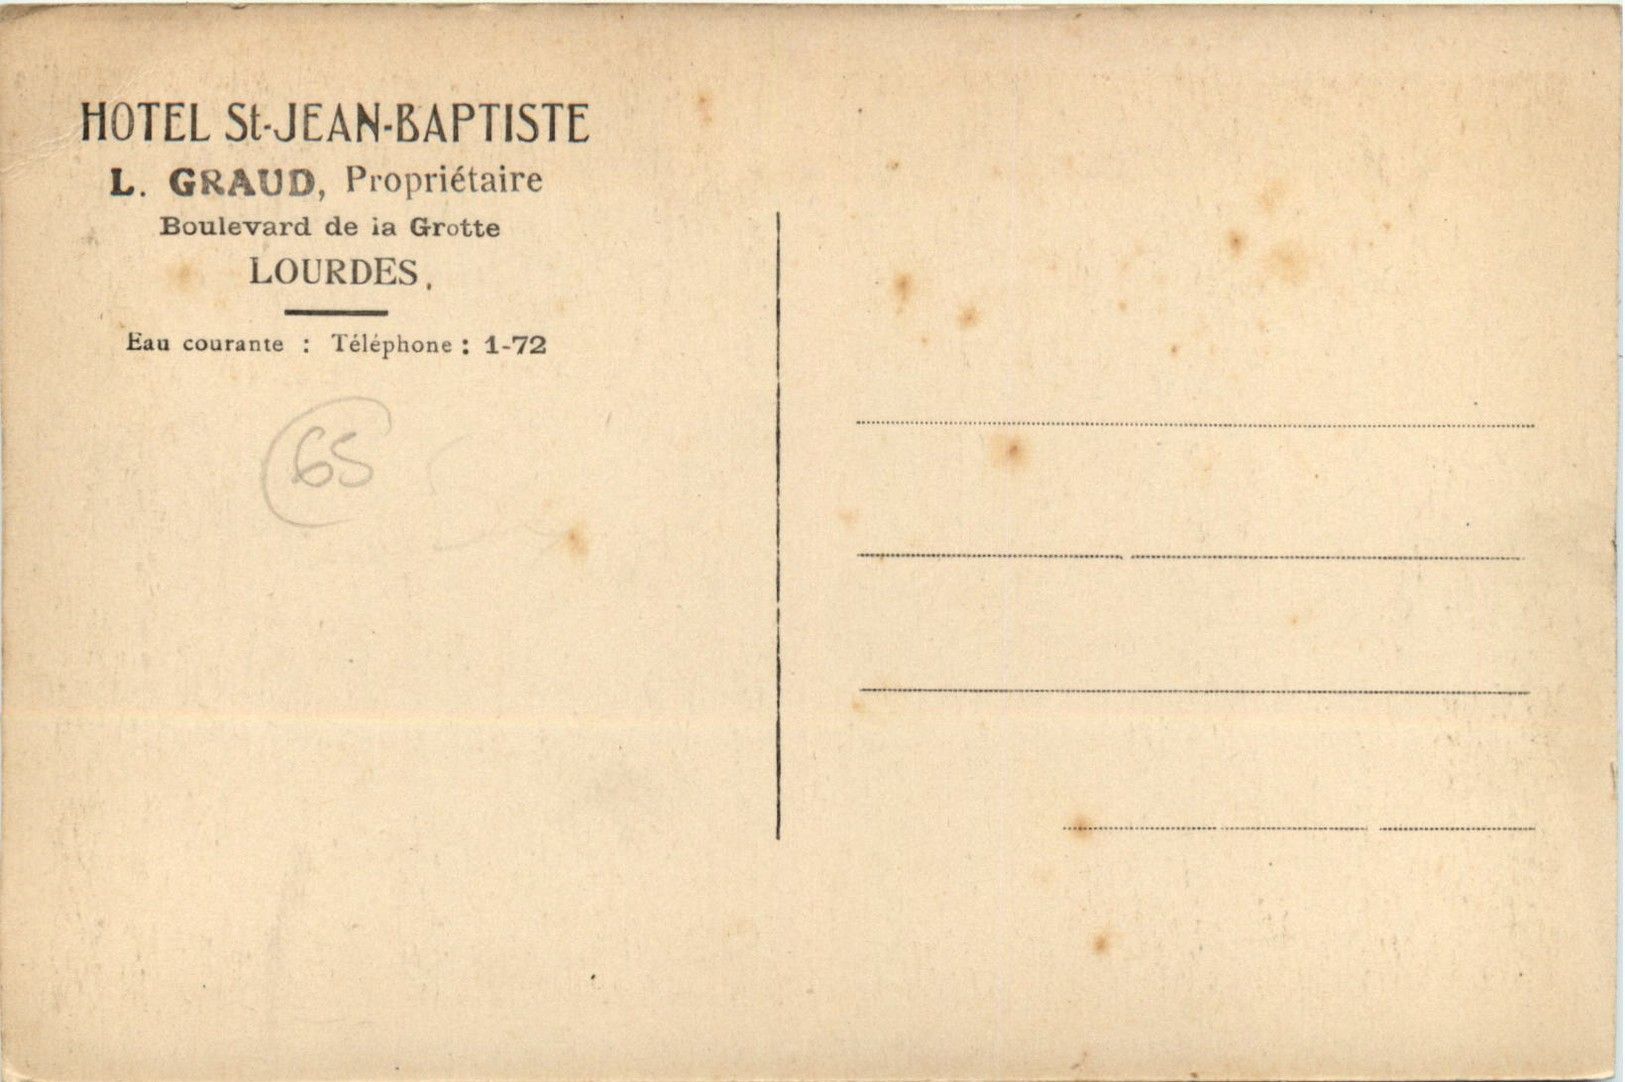 HOTEL St-JEAN-BAPTISTE
L. GRAUD, Propriétaire
Boulevard de la Grotte
LOURDES.
Eau courante : Téléphone : 1-72
65